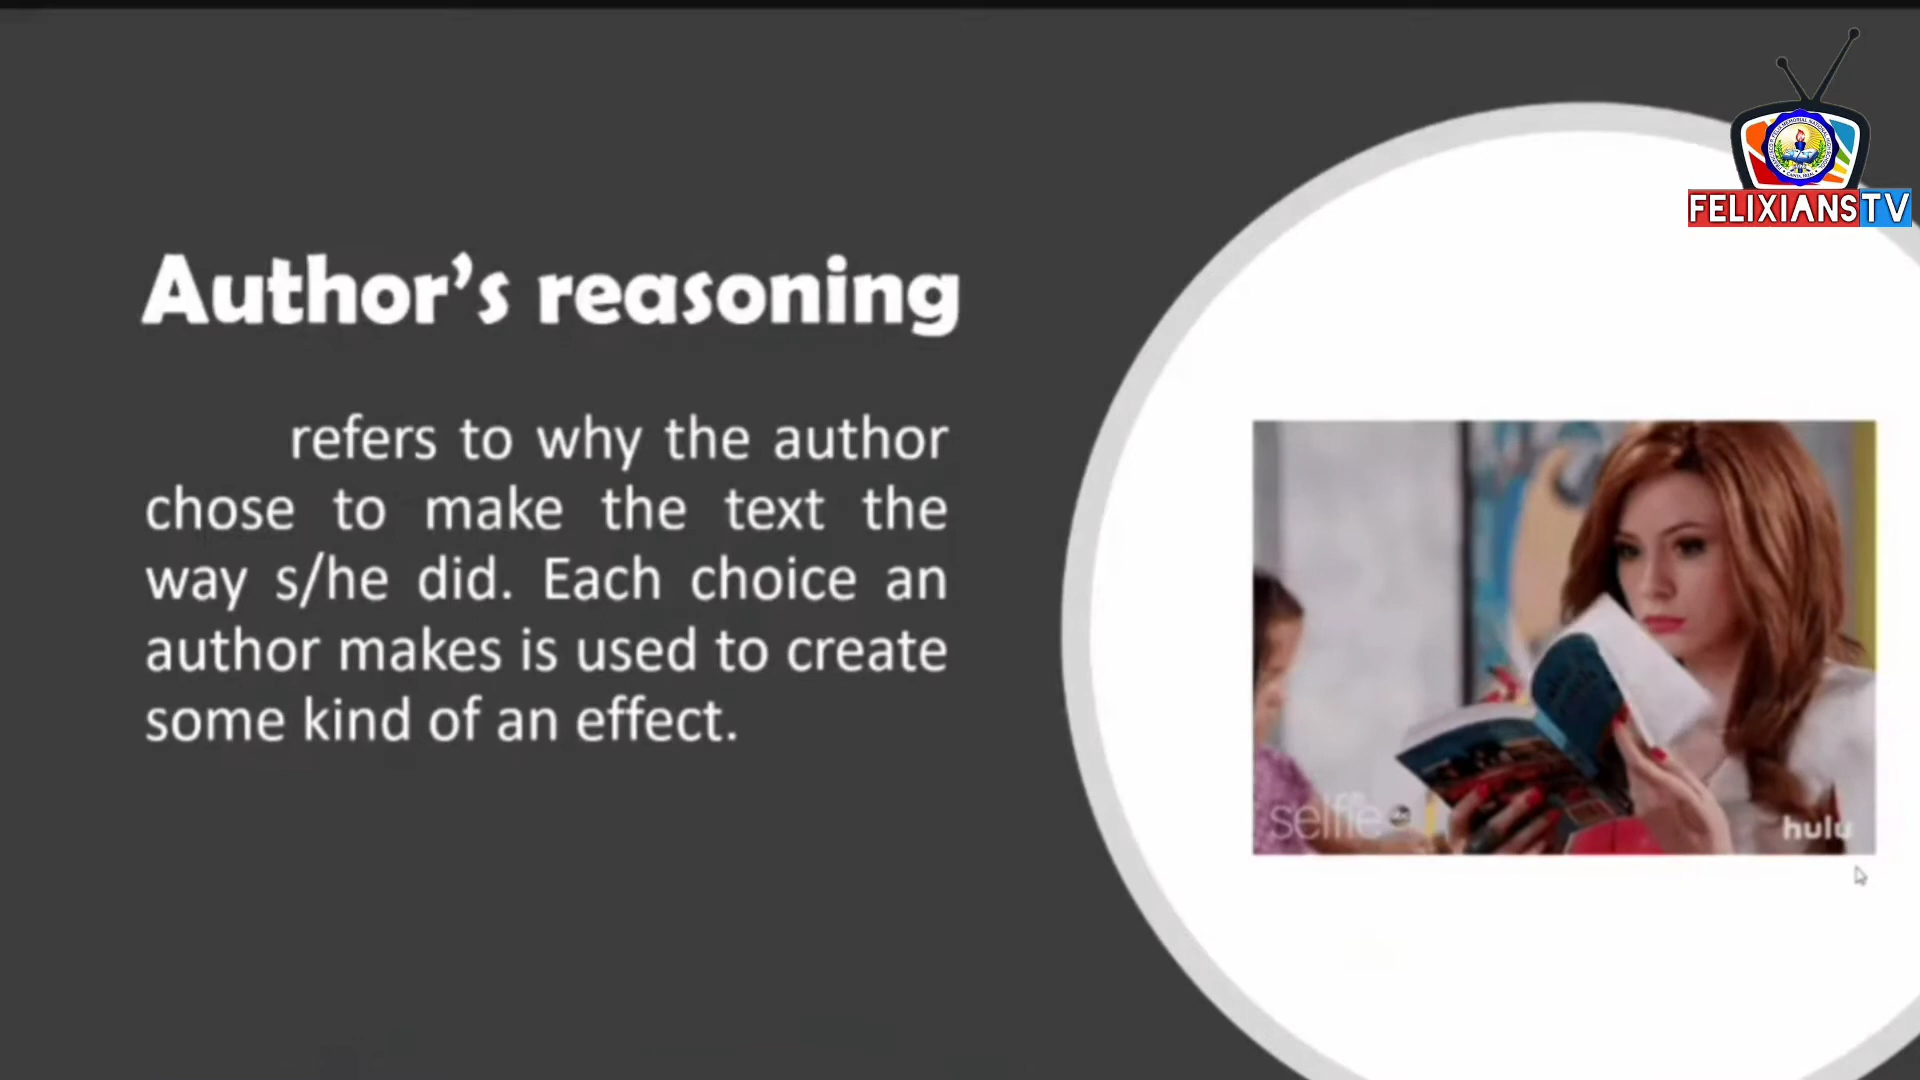 FELIXIANSTV
Author's reasoning
refers to why the author
chose to make the text the
way s/he did. Each choice an
author makes is used to create
some kind of an effect.
selfie
hulu